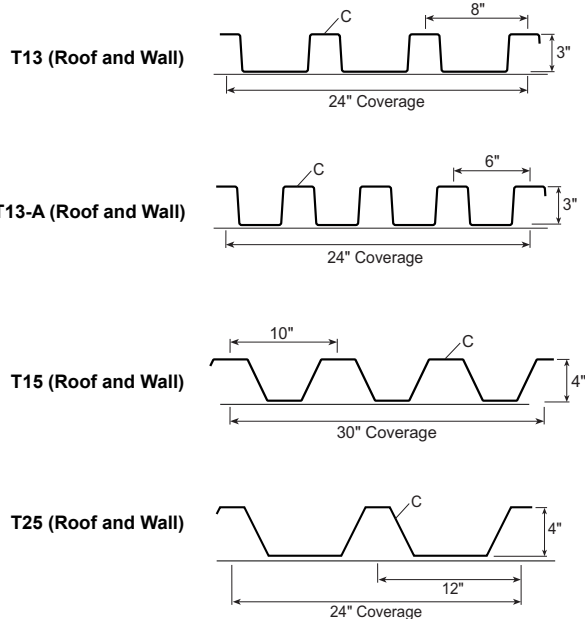 C
8"
T13 (Roof and Wall)
3"
24" Coverage
C
6"
T13-A (Roof and Wall)
3"
24" Coverage
10"
C
T15 (Roof and Wall)
4"
30" Coverage
C
T25 (Roof and Wall)
4"
12"
24" Coverage